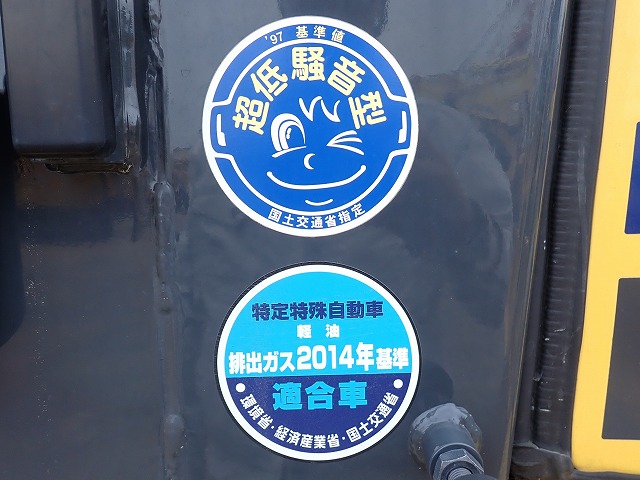 '97 基準値
超低騒音型
国土交通省指定
特定特殊自動車
軽油
排出ガス2014年基準
適合車
・環境省・経済産業省・国土交通省・